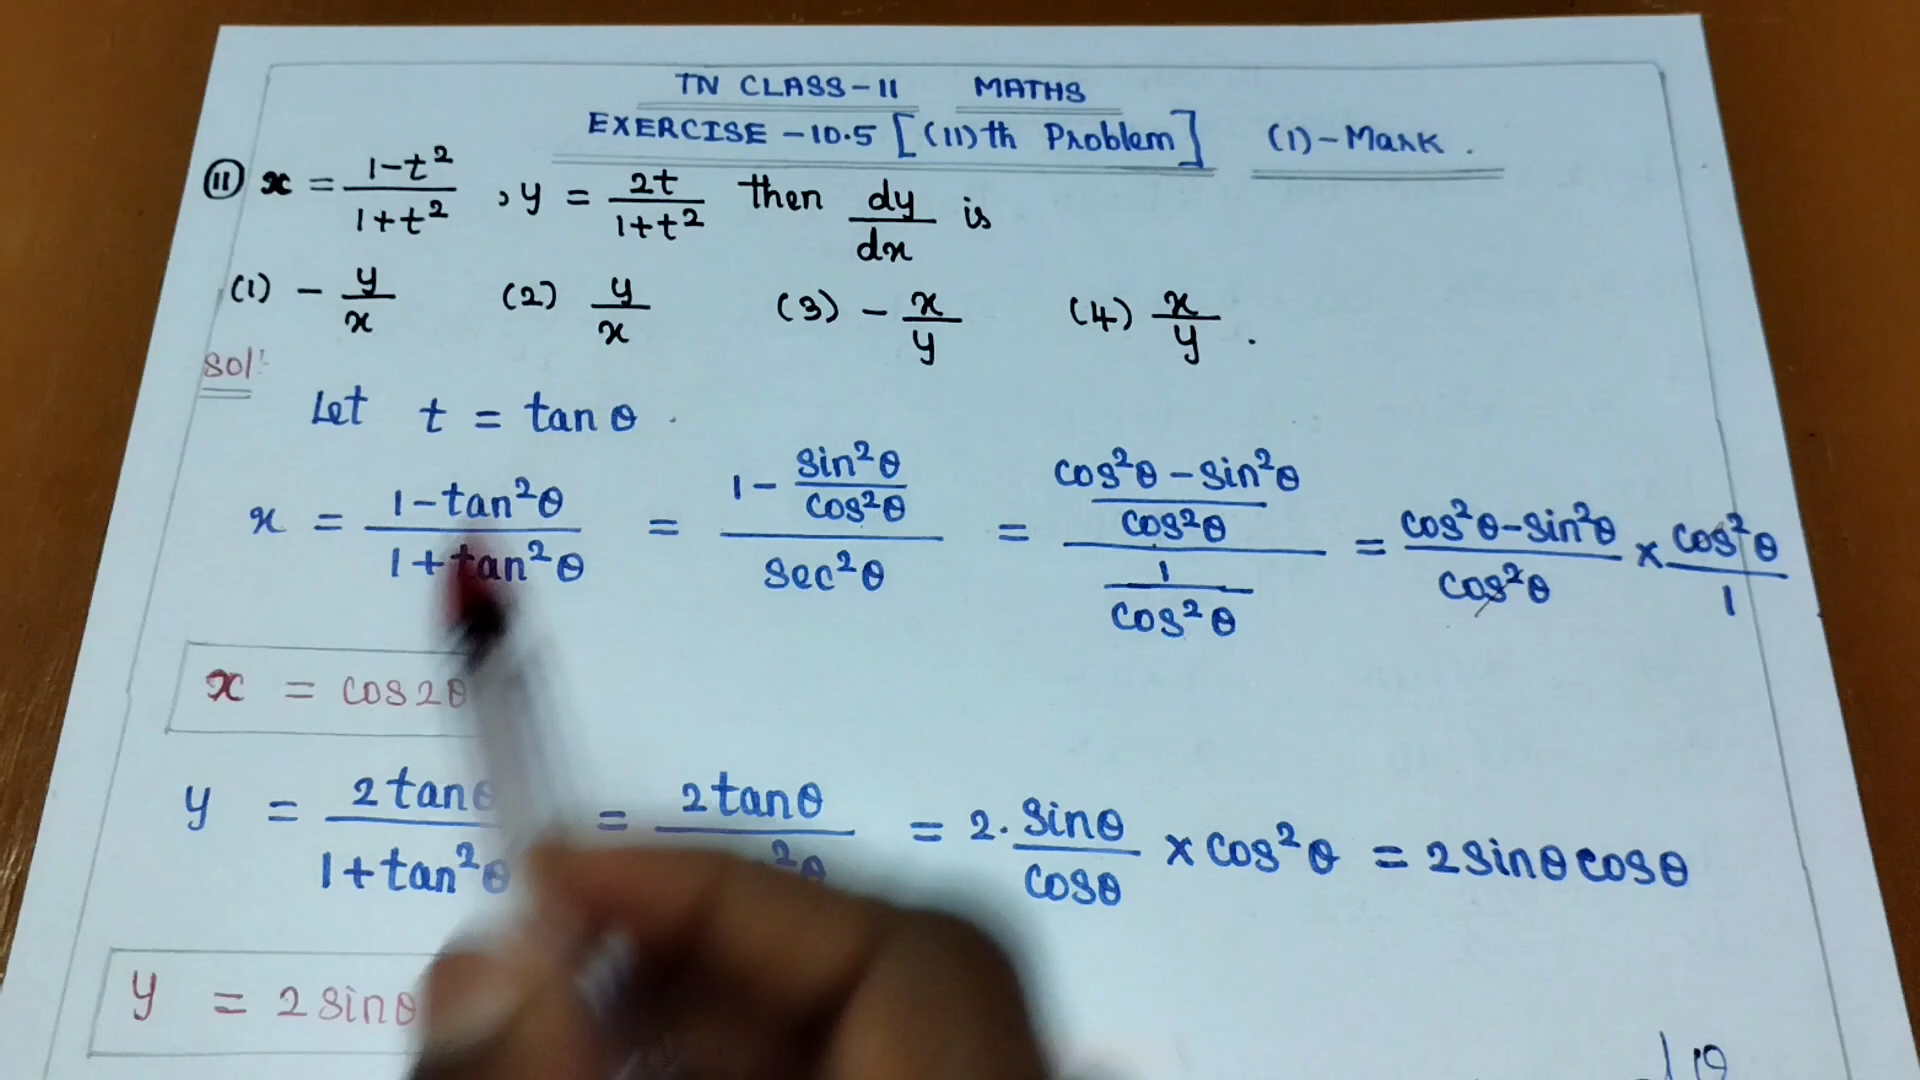 TN CLASS-11 MATHS
EXERCISE-10.5 [(11)th Problem] (1)-Mark.
(11) x = (1-t²)/(1+t²), y = 2t/(1+t²) then dy/dx is
(1) -y/x (2) y/x (3) -x/y (4) x/y.
Sol:
Let t = tanθ.
x = (1-tan²θ)/(1+tan²θ) = (1-sin²θ/cos²θ)/sec²θ = ((cos²θ-sin²θ)/cos²θ)/(1/cos²θ) = (cos²θ-sin²θ)/cos²θ × cos²θ/1
x = cos2θ
y = 2tanθ/(1+tan²θ) = 2tanθ/ ²θ = 2.sinθ/cosθ × cos²θ = 2sinθcosθ
y = 2sinθ